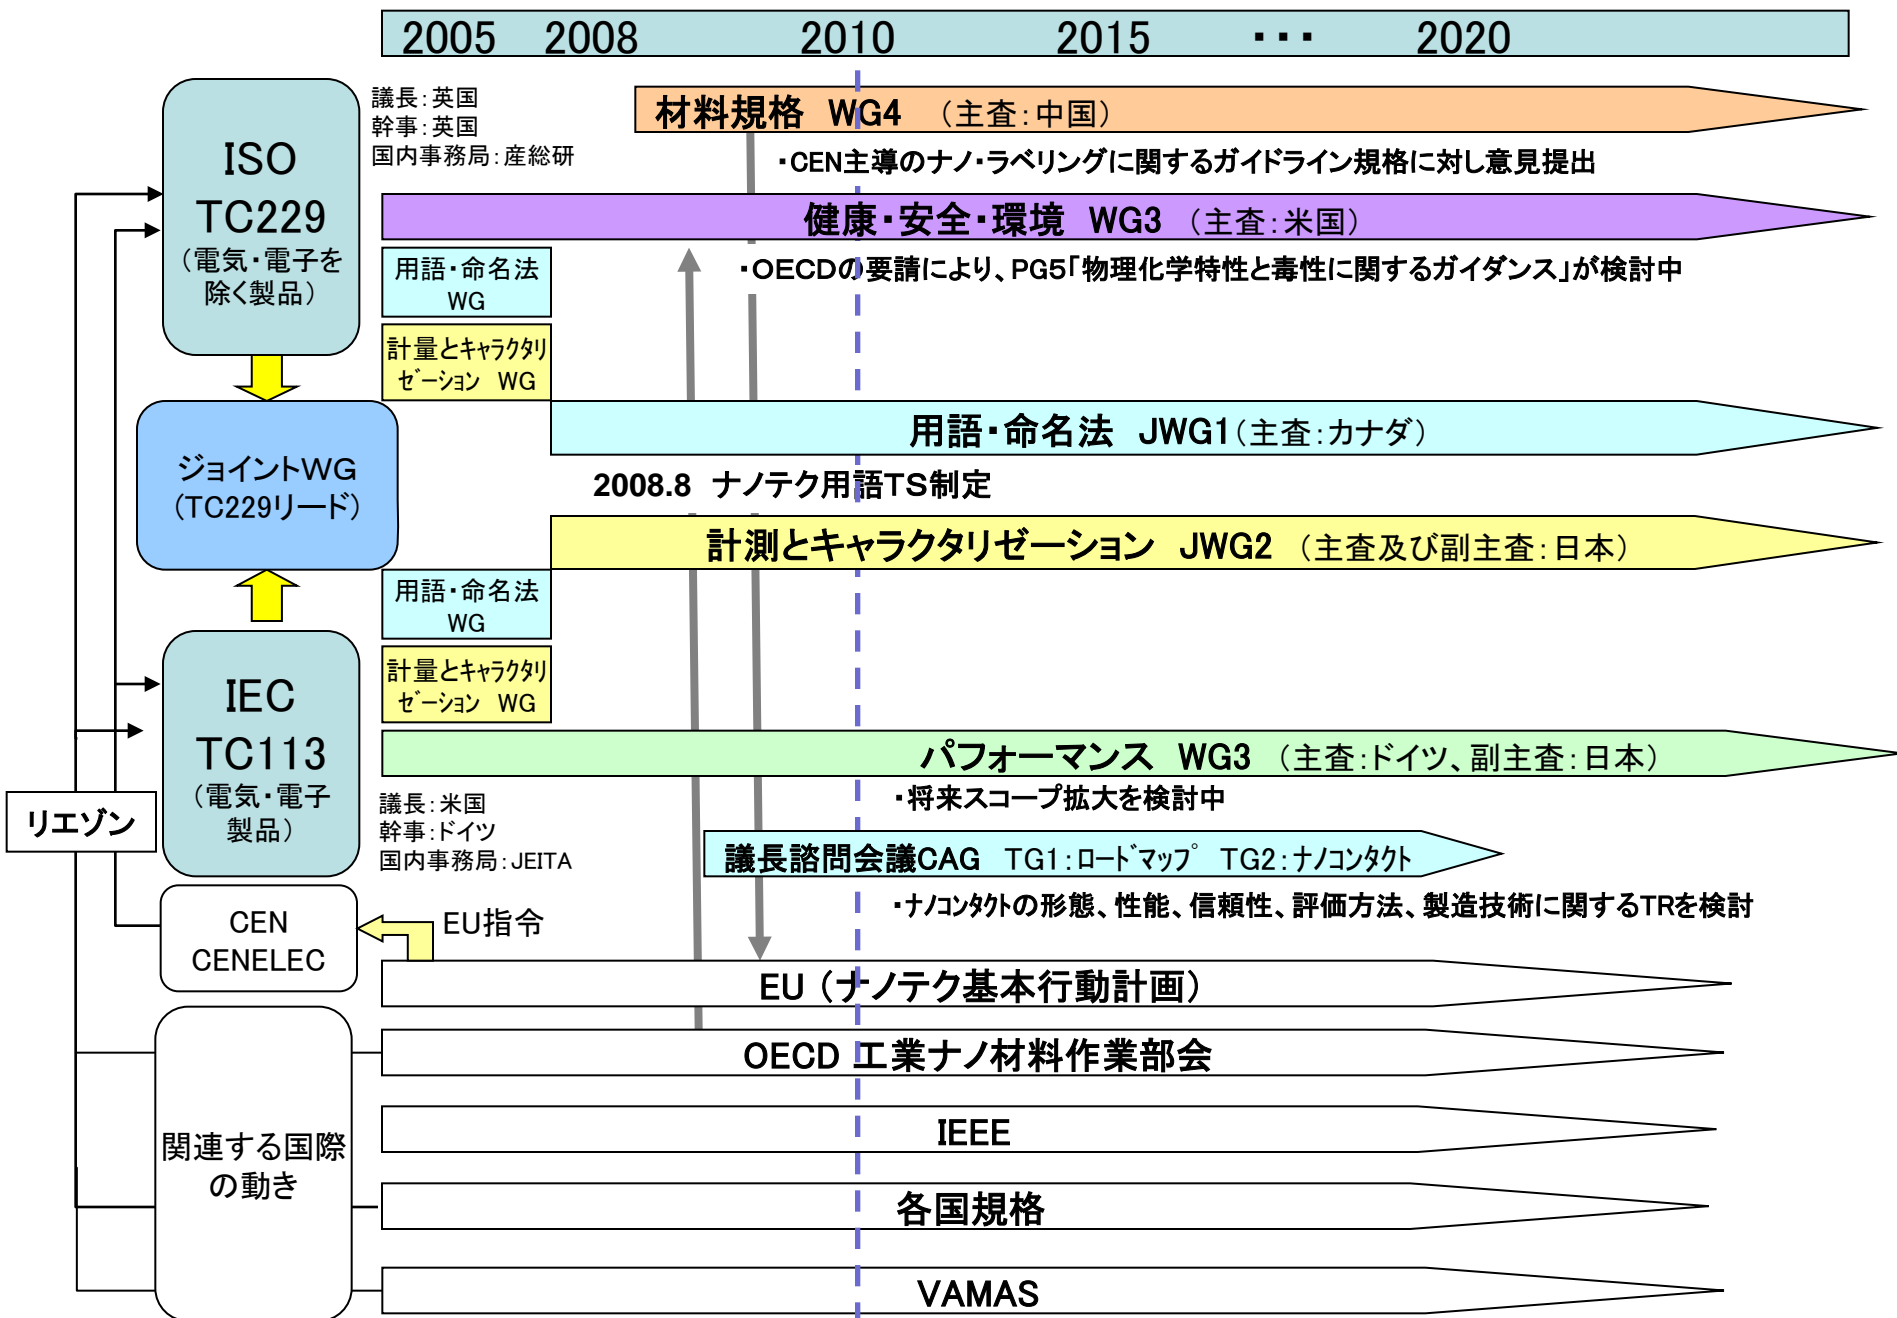 2005 2008 2010 2015 ・・・ 2020
ISO
TC229
（電気・電子を
除く製品）
議長：英国
幹事：英国
国内事務局：産総研
材料規格 WG4 （主査：中国）
・CEN主導のナノ・ラベリングに関するガイドライン規格に対し意見提出
健康・安全・環境 WG3 （主査：米国）
・OECDの要請により、PG5「物理化学特性と毒性に関するガイダンス」が検討中
用語・命名法
WG
計量とキャラクタリ
ゼーション WG
ジョイントWG
（TC229リード）
用語・命名法 JWG1（主査：カナダ）
2008.8 ナノテク用語TS制定
計測とキャラクタリゼーション JWG2 （主査及び副主査：日本）
用語・命名法
WG
計量とキャラクタリ
ゼーション WG
IEC
TC113
（電気・電子
製品）
パフォーマンス WG3 （主査：ドイツ、副主査：日本）
・将来スコープ拡大を検討中
議長：米国
幹事：ドイツ
国内事務局：JEITA
リエゾン
議長諮問会議CAG TG1：ロードマップ TG2：ナノコンタクト
・ナノコンタクトの形態、性能、信頼性、評価方法、製造技術に関するTRを検討
CEN
CENELEC
EU指令
EU（ナノテク基本行動計画）
OECD 工業ナノ材料作業部会
関連する国際
の動き
IEEE
各国規格
VAMAS